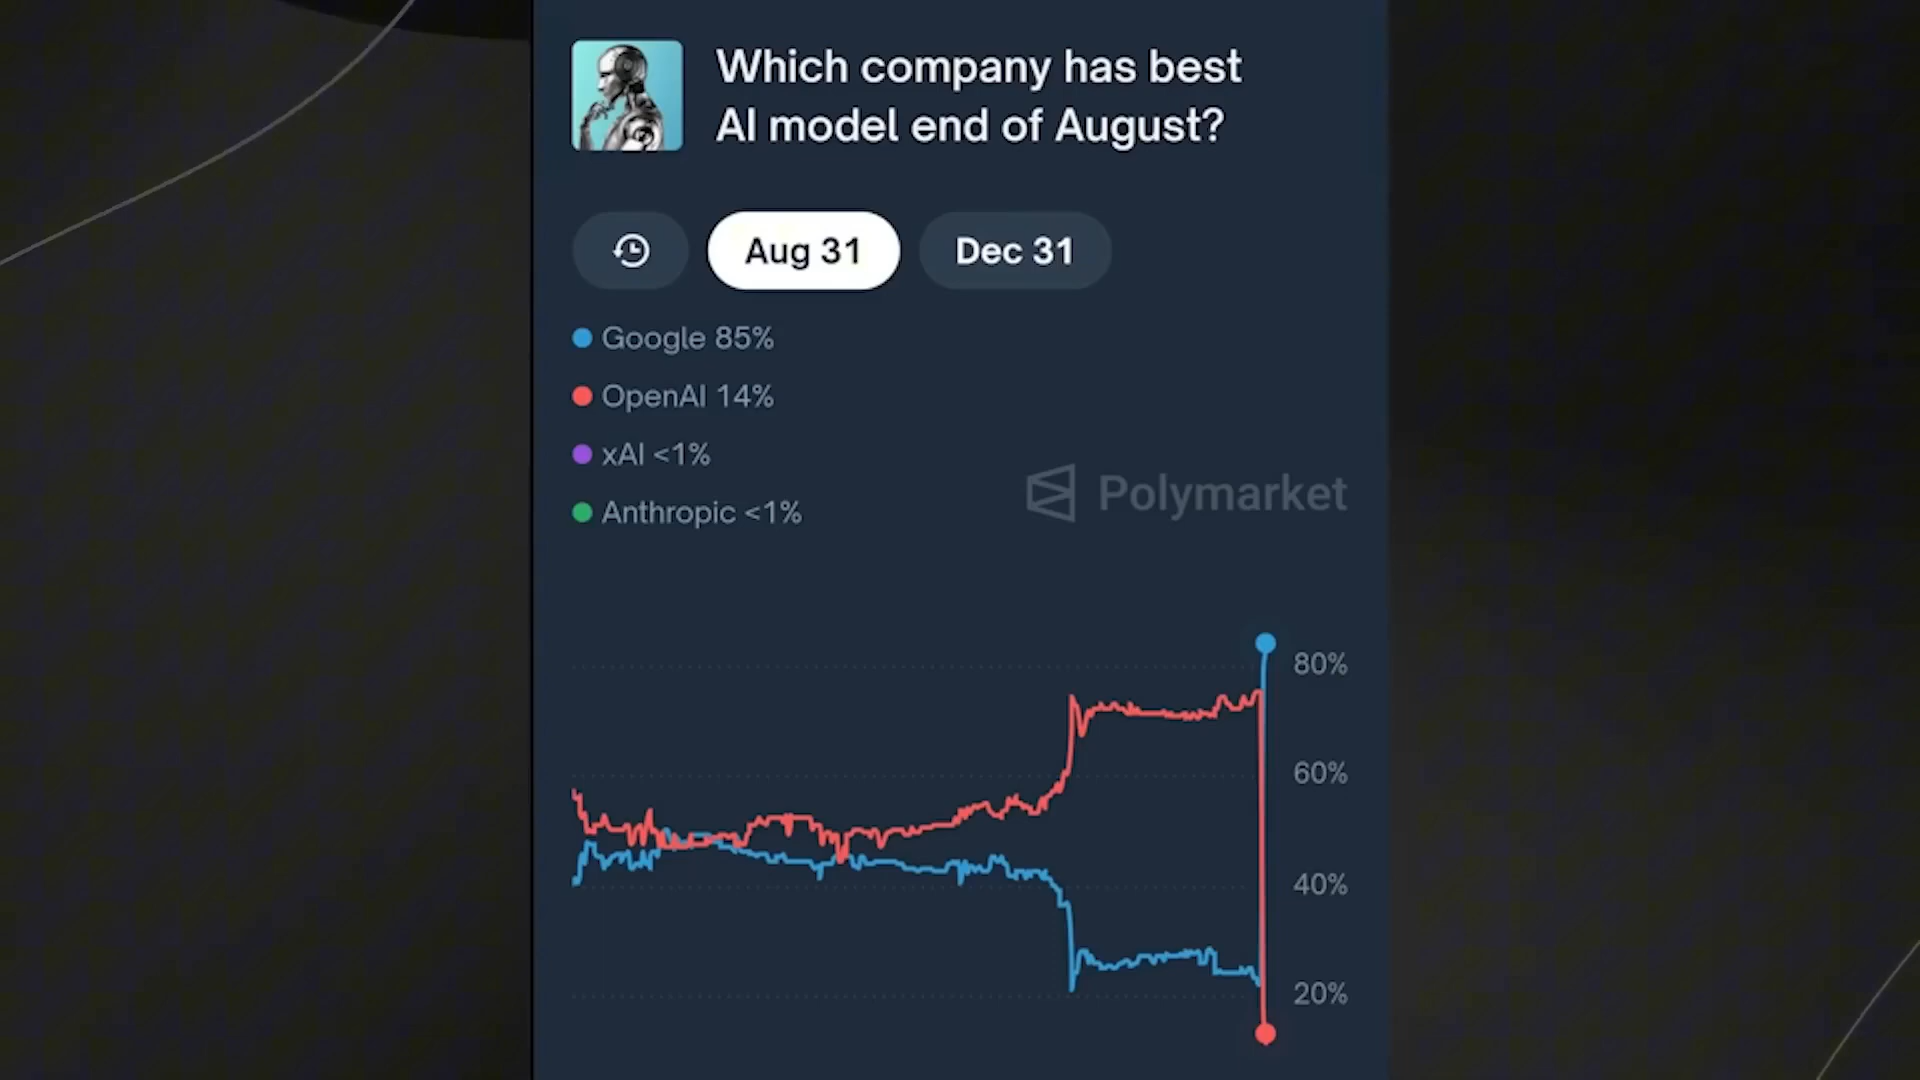 Which company has best
AI model end of August?
Aug 31
Dec 31
Google 85%
OpenAI 14%
xAI <1%
Anthropic <1%
Polymarket
80%
60%
40%
20%